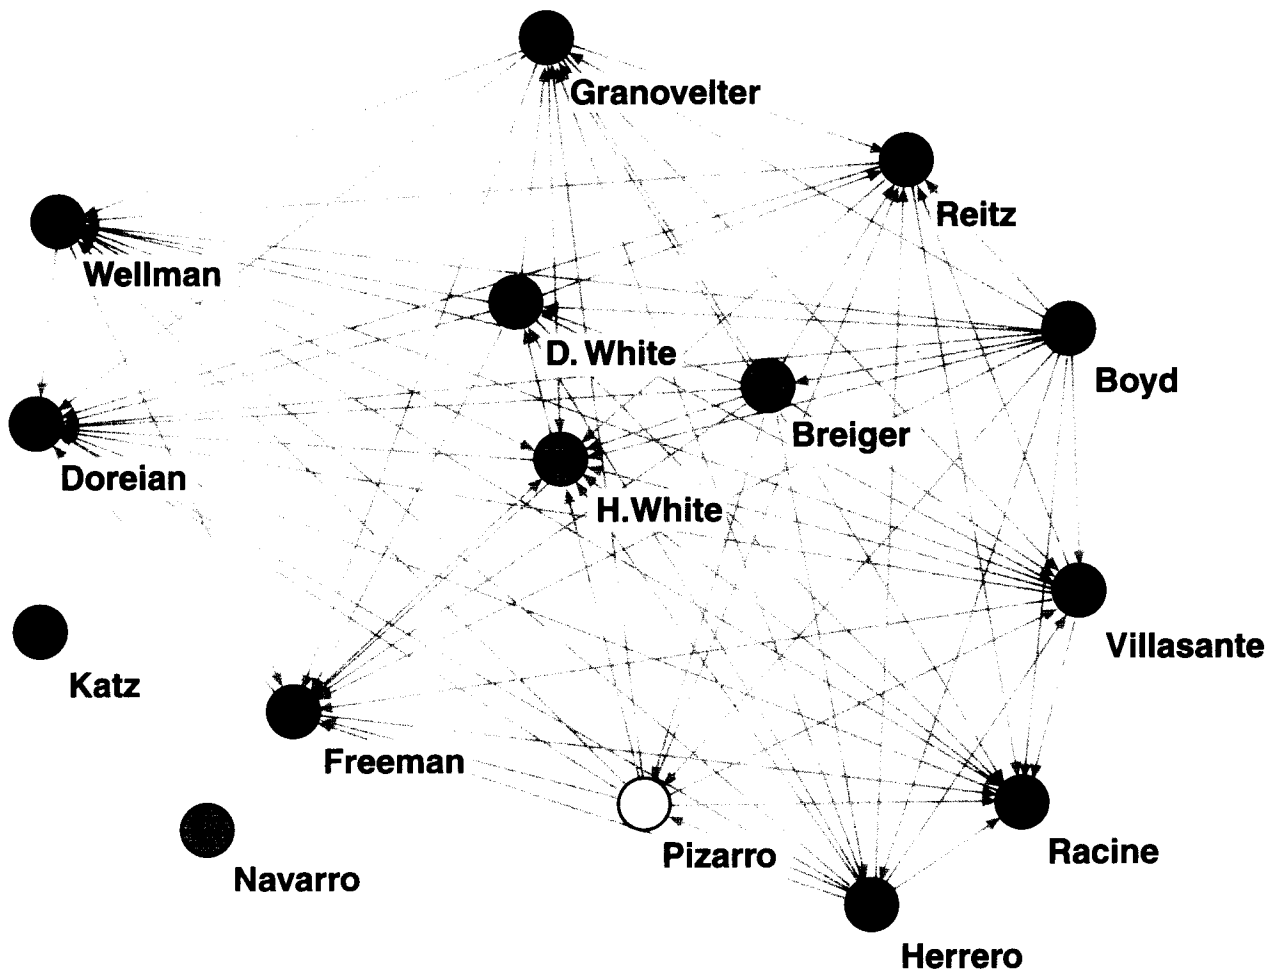 Granovelter
Reitz
Wellman
D. White
Boyd
Breiger
Doreian
H.White
Villasante
Katz
Freeman
Pizarro
Racine
Navarro
Herrero